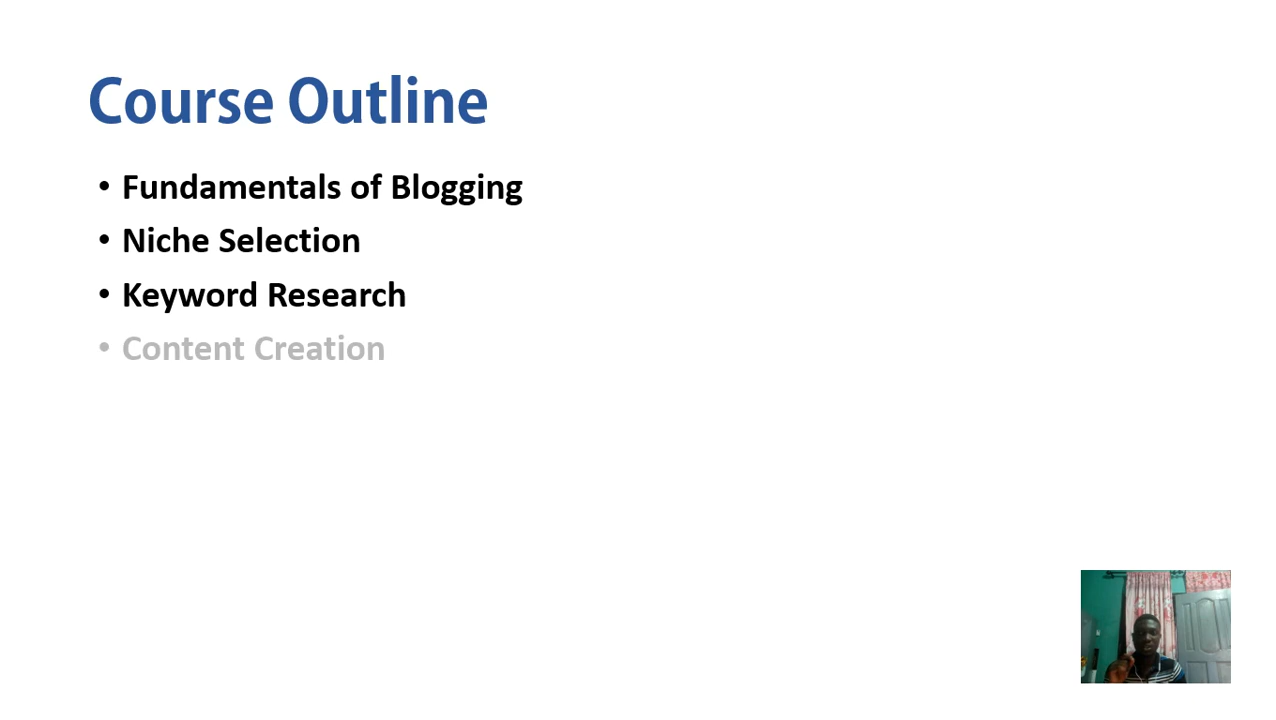 Course Outline
• Fundamentals of Blogging
• Niche Selection
• Keyword Research
• Content Creation